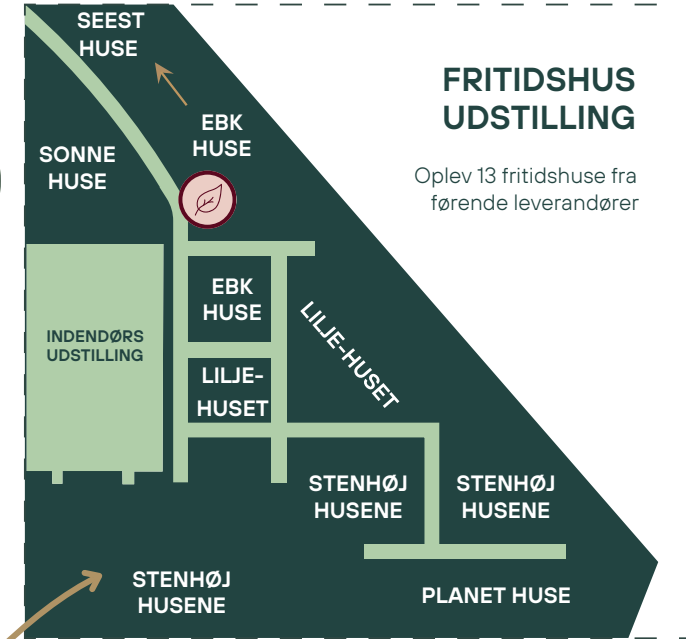 SEEST
HUSE
FRITIDSHUS
UDSTILLING
EBK
HUSE
SONNE
HUSE
Oplev 13 fritidshuse fra
førende leverandører
EBK
HUSE
LILJE-HUSET
INDENDØRS
UDSTILLING
LILJE-
HUSET
STENHØJ
HUSENE
STENHØJ
HUSENE
STENHØJ
HUSENE
PLANET HUSE